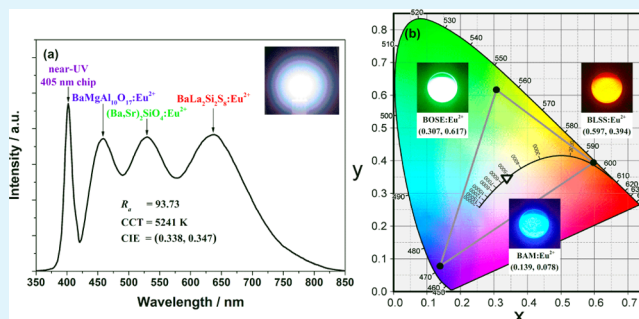 (a)
near-UV
405 nm chip
BaMgAl₁₀O₁₇:Eu²⁺
(Ba,Sr)₂SiO₄:Eu²⁺
BaLa₂Si₂S₈:Eu²⁺
Intensity / a.u.
Rₐ = 93.73
CCT = 5241 K
CIE = (0.338, 0.347)
350 400 450 500 550 600 650 700 750 800 850
Wavelength / nm
(b)
0.8
0.7
0.6
0.5
0.4
0.3
0.2
0.1
0.0
y
520
530
510
540
550
560
570
580
590
600
620
500
490
480
470
460
BOSE:Eu²⁺
(0.307, 0.617)
BLSS:Eu²⁺
(0.597, 0.394)
BAM:Eu²⁺
(0.139, 0.078)
0.0 0.1 0.2 0.3 0.4 0.5 0.6 0.7
x